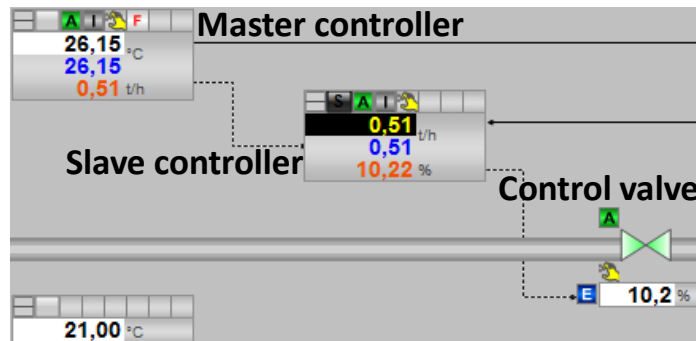 A I F
Master controller
26,15 °C
26,15
0,51 t/h
S A I
0,51 t/h
0,51
10,22 %
Slave controller
Control valve
A
E 10,2 %
21,00 °C